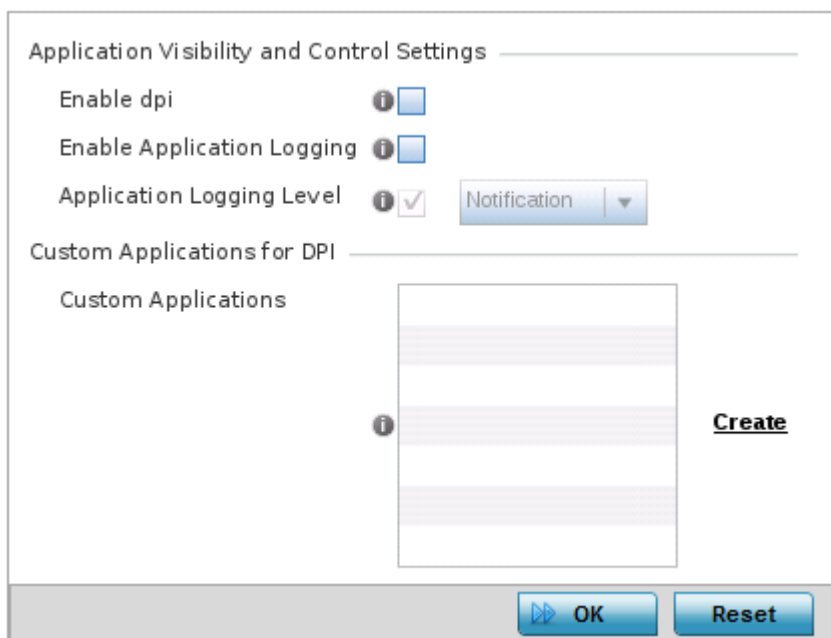 Application Visibility and Control Settings
Enable dpi
Enable Application Logging
Application Logging Level
Notification
Custom Applications for DPI
Custom Applications
Create
OK
Reset